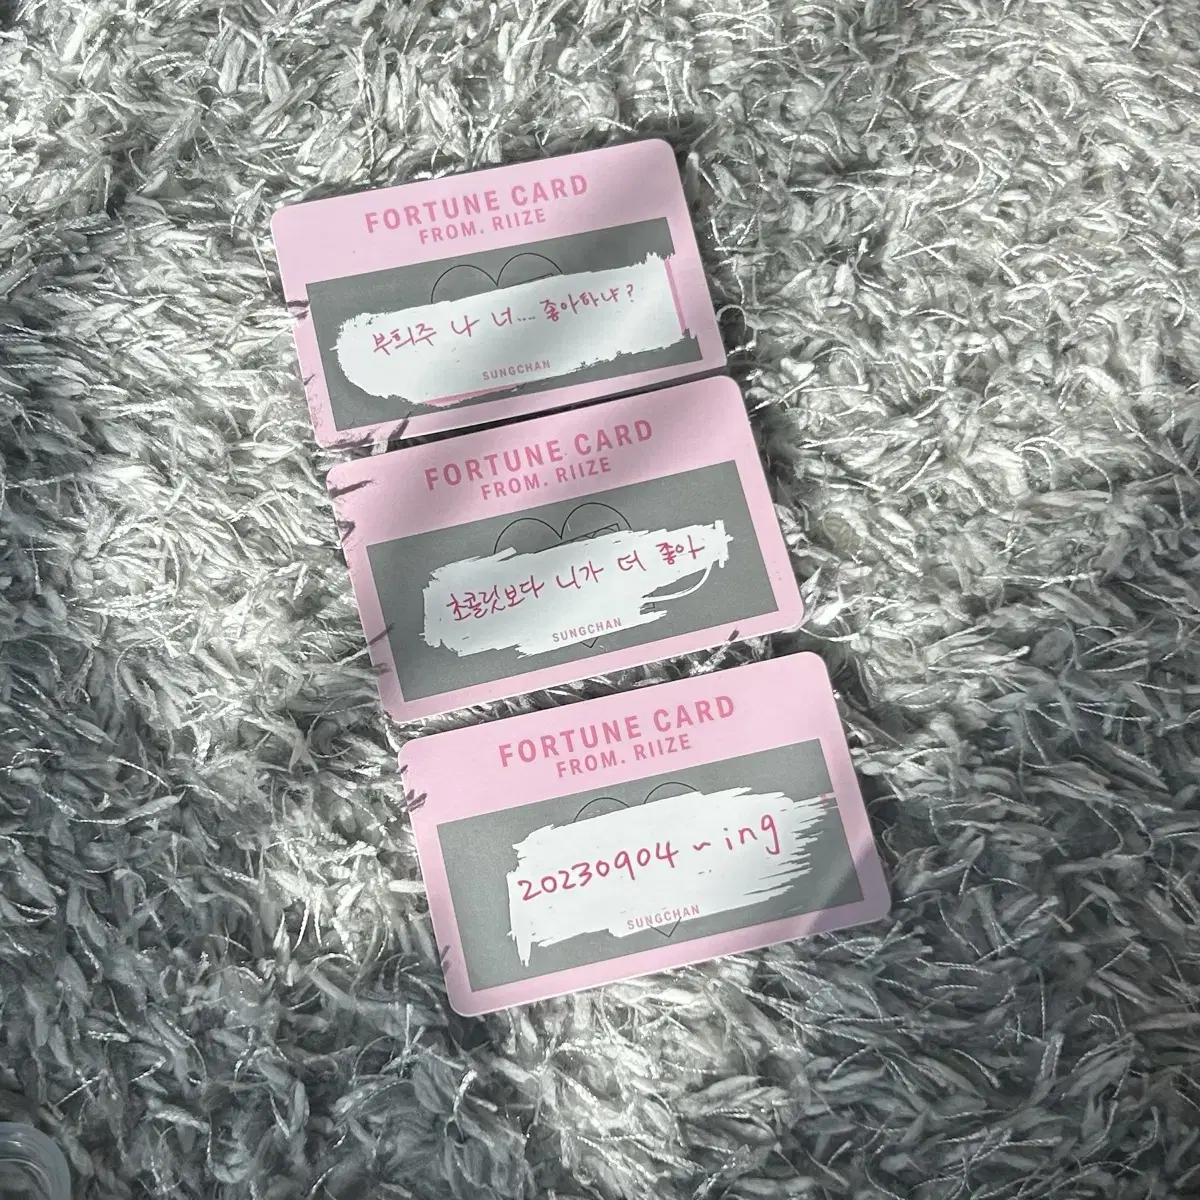 FORTUNE CARD
FROM. RIIZE
부희주 나 너.... 좋아하냐?
SUNGCHAN
FORTUNE CARD
FROM. RIIZE
초콜릿보다 니가 더 좋아
SUNGCHAN
FORTUNE CARD
FROM. RIIZE
20230904 ~ ing
SUNGCHAN